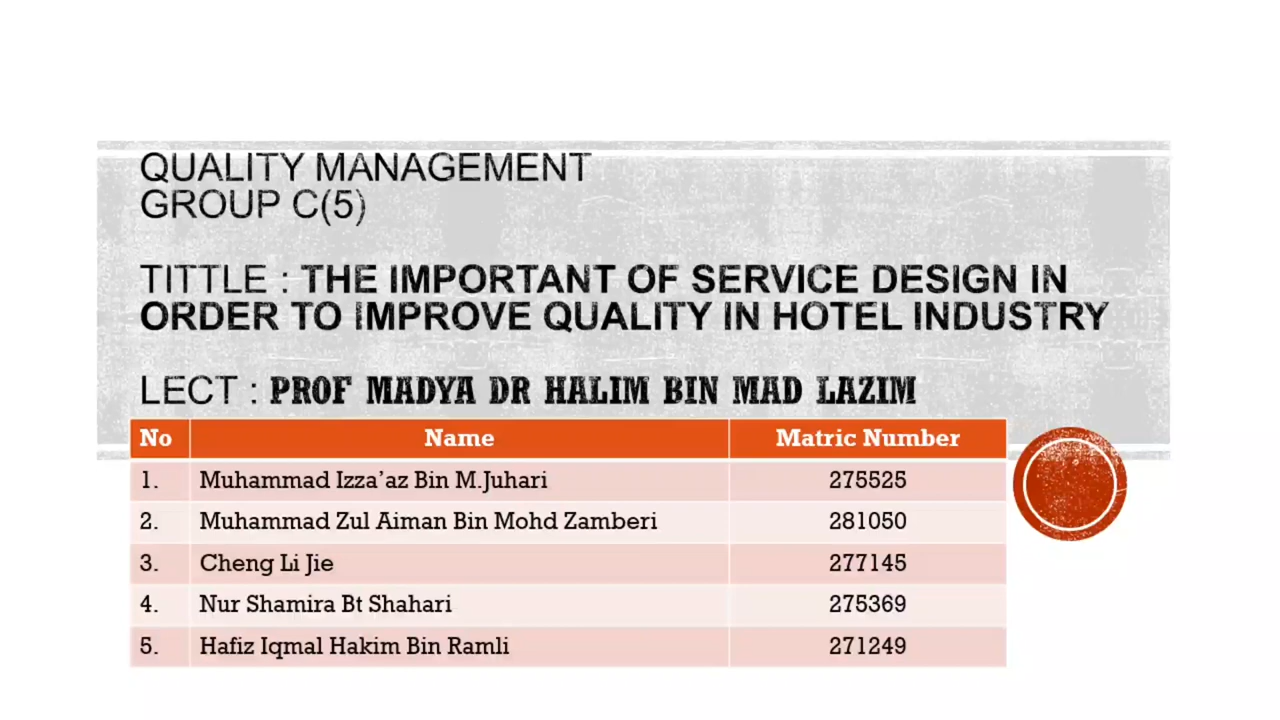 QUALITY MANAGEMENT
GROUP C(5)
TITTLE : THE IMPORTANT OF SERVICE DESIGN IN
ORDER TO IMPROVE QUALITY IN HOTEL INDUSTRY
LECT : PROF MADYA DR HALIM BIN MAD LAZIM
No Name Matric Number
1. Muhammad Izza’az Bin M.Juhari 275525
2. Muhammad Zul Aiman Bin Mohd Zamberi 281050
3. Cheng Li Jie 277145
4. Nur Shamira Bt Shahari 275369
5. Hafiz Iqmal Hakim Bin Ramli 271249